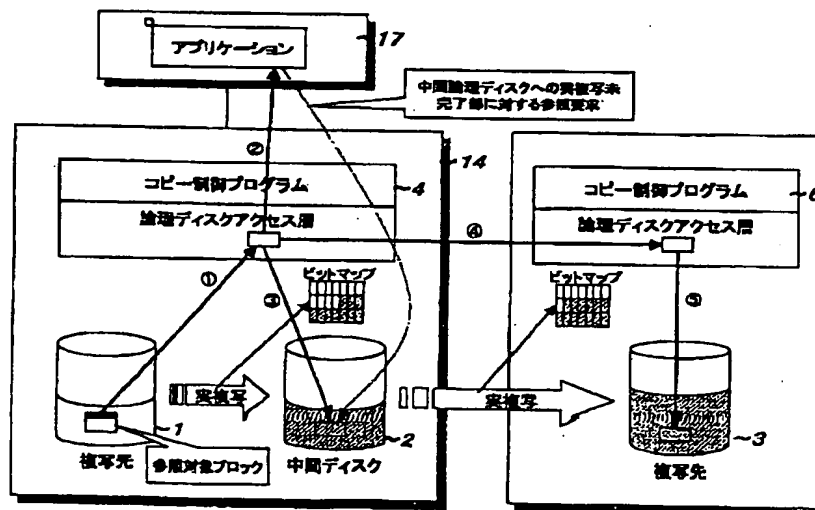 アプリケーション
17
中間論理ディスクへの実複写未
完了部に対する参照要求
②
14
コピー制御プログラム
4
論理ディスクアクセス層
コピー制御プログラム
6
論理ディスクアクセス層
④
①
③
ビットマップ
ビットマップ
⑤
実複写
実複写
1
2
3
複写元
参照対象ブロック
中間ディスク
複写先